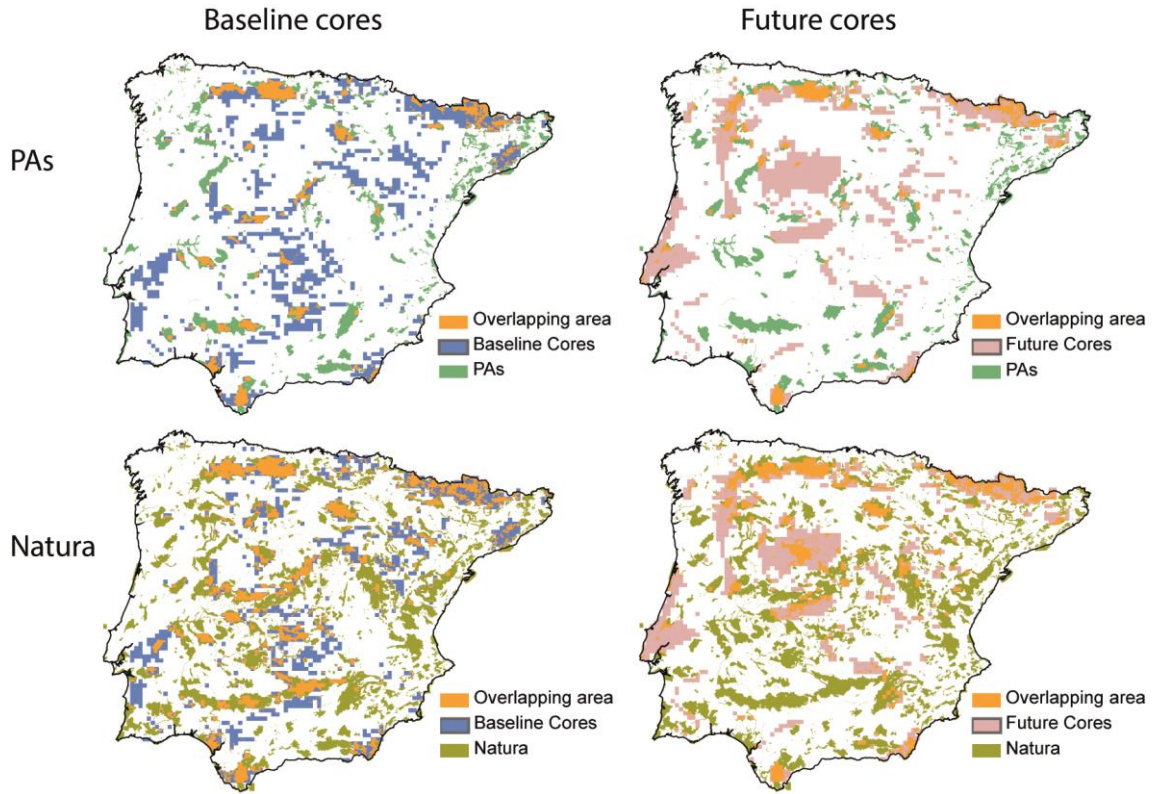 Baseline cores
Future cores
PAs
Overlapping area
Baseline Cores
PAs
Overlapping area
Future Cores
PAs
Natura
Overlapping area
Baseline Cores
Natura
Overlapping area
Future Cores
Natura